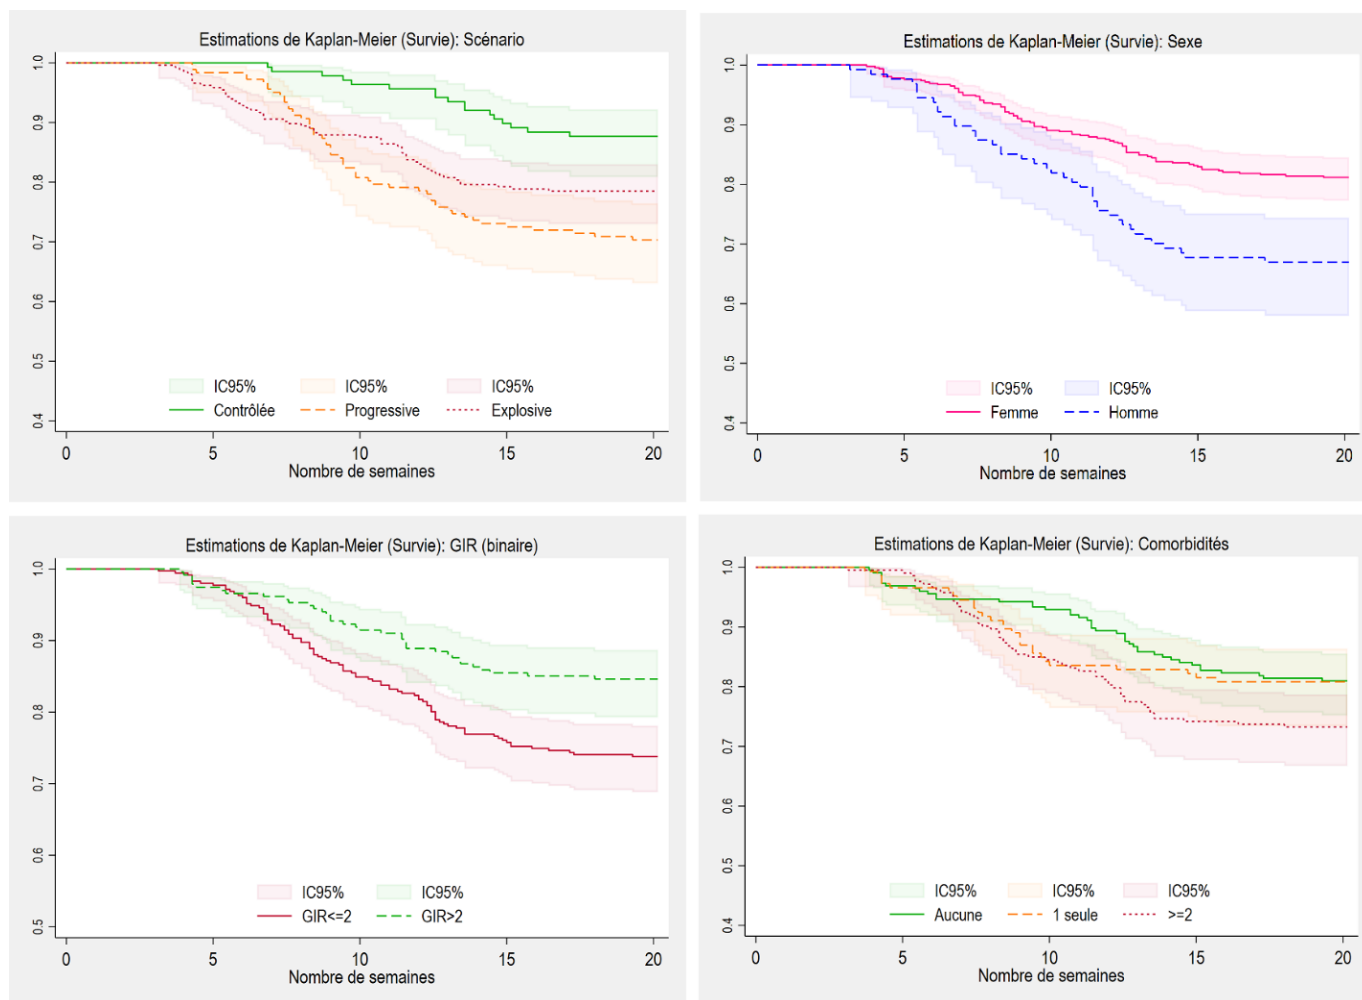 Estimations de Kaplan-Meier (Survie): Scénario
1.0
0.9
0.8
0.7
0.6
0.5
0.4
IC95% IC95% IC95%
Contrôlée Progressive Explosive
0 5 10 15 20
Nombre de semaines
Estimations de Kaplan-Meier (Survie): Sexe
1.0
0.9
0.8
0.7
0.6
0.5
0.4
IC95% IC95%
Femme Homme
0 5 10 15 20
Nombre de semaines
Estimations de Kaplan-Meier (Survie): GIR (binaire)
1.0
0.9
0.8
0.7
0.6
0.5
IC95% IC95%
GIR<=2 GIR>2
0 5 10 15 20
Nombre de semaines
Estimations de Kaplan-Meier (Survie): Comorbidités
1.0
0.9
0.8
0.7
0.6
0.5
0.4
IC95% IC95% IC95%
Aucune 1 seule >=2
0 5 10 15 20
Nombre de semaines